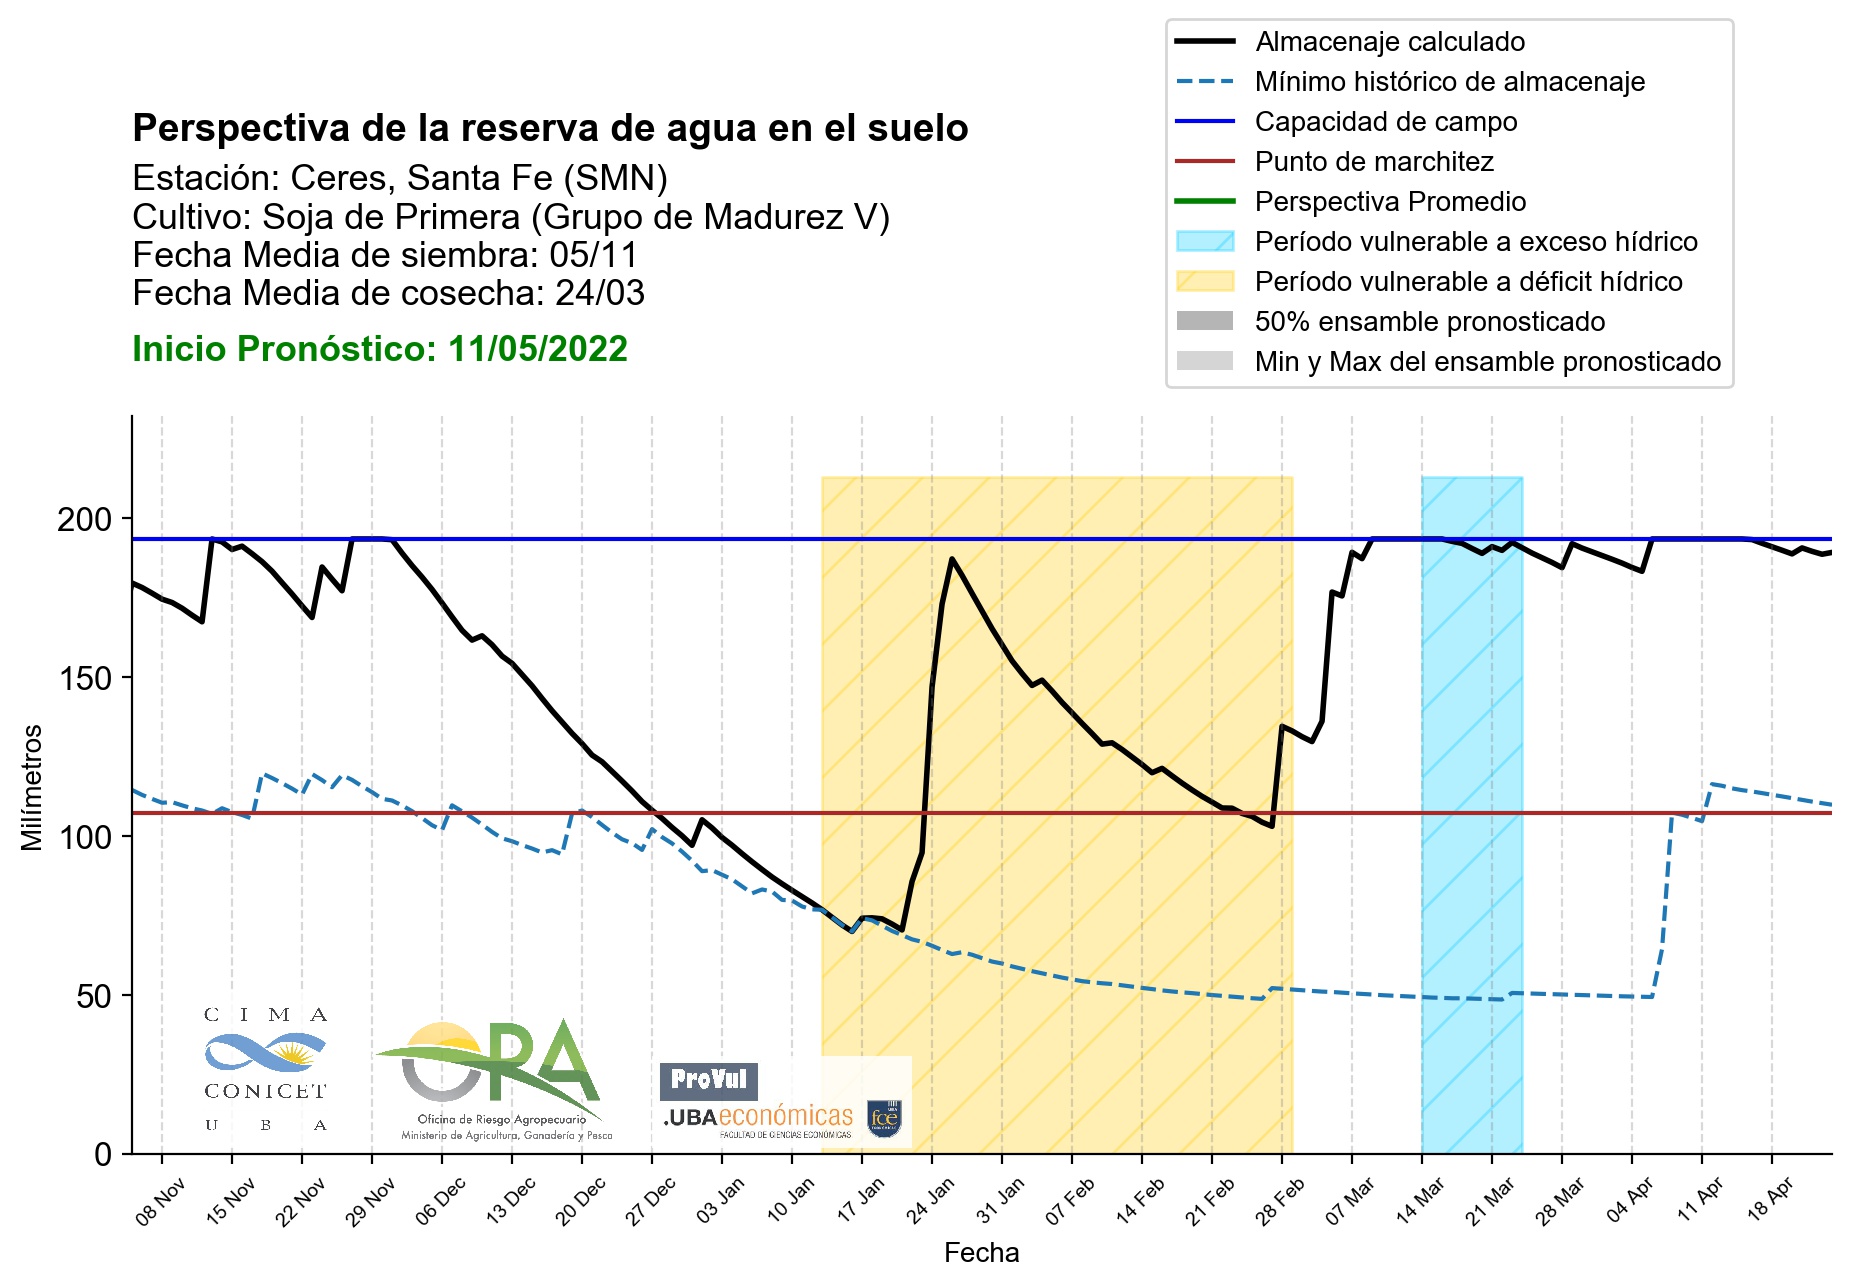 Almacenaje calculado
Mínimo histórico de almacenaje
Capacidad de campo
Punto de marchitez
Perspectiva Promedio
Período vulnerable a exceso hídrico
Período vulnerable a déficit hídrico
50% ensamble pronosticado
Min y Max del ensamble pronosticado
Perspectiva de la reserva de agua en el suelo
Estación: Ceres, Santa Fe (SMN)
Cultivo: Soja de Primera (Grupo de Madurez V)
Fecha Media de siembra: 05/11
Fecha Media de cosecha: 24/03
Inicio Pronóstico: 11/05/2022
200
150
100
50
0
Milímetros
CIMA
CONICET
UBA
ORA
Oficina de Riesgo Agropecuario
Ministerio de Agricultura, Ganadería y Pesca
ProVul
.UBAeconómicas
FACULTAD DE CIENCIAS ECONÓMICAS
UBA
fce
ECONÓMICAS
08 Nov
15 Nov
22 Nov
29 Nov
06 Dec
13 Dec
20 Dec
27 Dec
03 Jan
10 Jan
17 Jan
24 Jan
31 Jan
07 Feb
14 Feb
21 Feb
28 Feb
07 Mar
14 Mar
21 Mar
28 Mar
04 Apr
11 Apr
18 Apr
Fecha